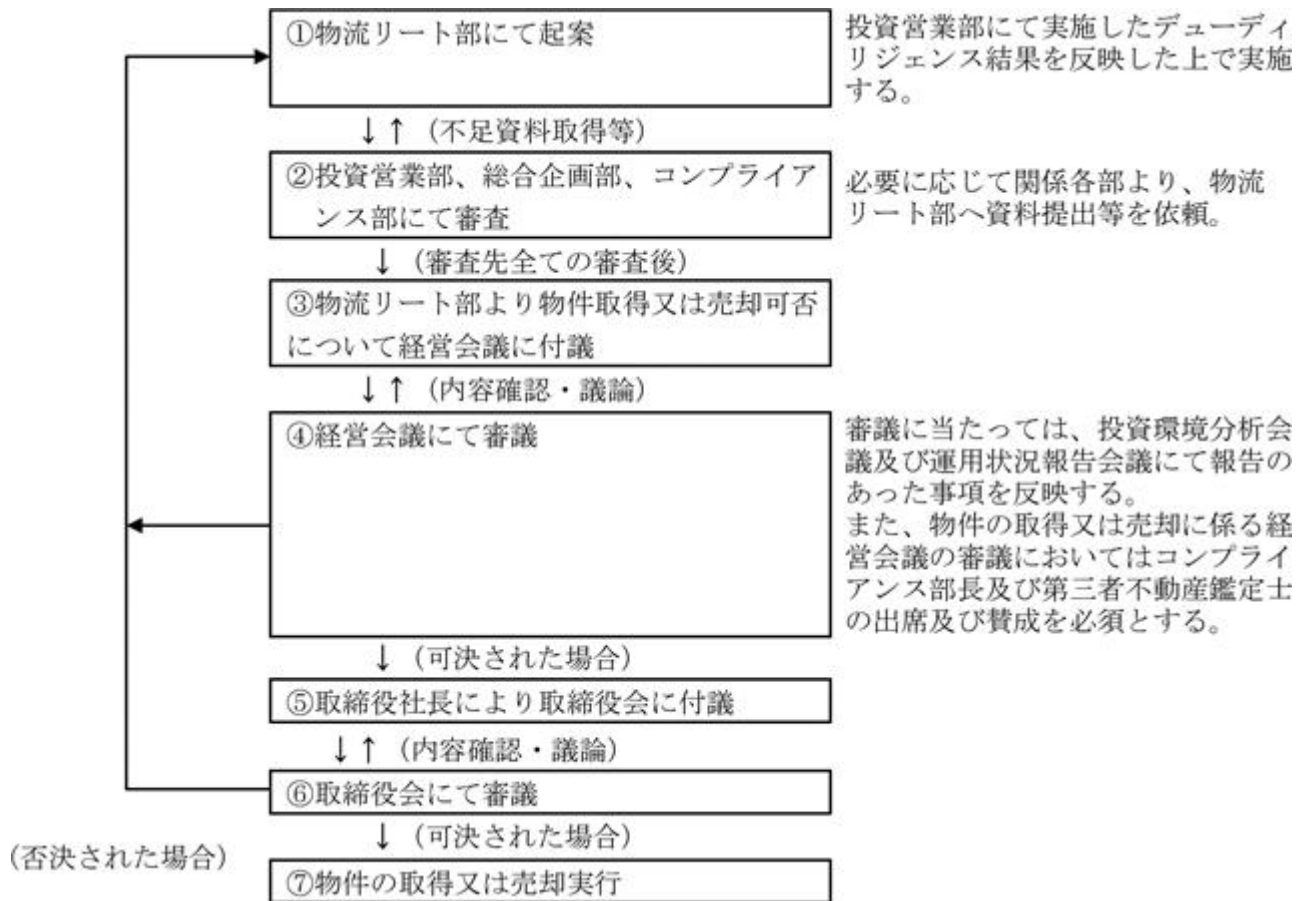 ①物流リート部にて起案
投資営業部にて実施したデューディ
リジェンス結果を反映した上で実施
する。
↓↑（不足資料取得等）
②投資営業部、総合企画部、コンプライア
ンス部にて審査
必要に応じて関係各部より、物流
リート部へ資料提出等を依頼。
↓（審査先全ての審査後）
③物流リート部より物件取得又は売却可否
について経営会議に付議
↓↑（内容確認・議論）
④経営会議にて審議
審議に当たっては、投資環境分析会
議及び運用状況報告会議にて報告の
あった事項を反映する。
また、物件の取得又は売却に係る経
営会議の審議においてはコンプライ
アンス部長及び第三者不動産鑑定士
の出席及び賛成を必須とする。
↓（可決された場合）
⑤取締役社長により取締役会に付議
↓↑（内容確認・議論）
⑥取締役会にて審議
↓（可決された場合）
（否決された場合）
⑦物件の取得又は売却実行